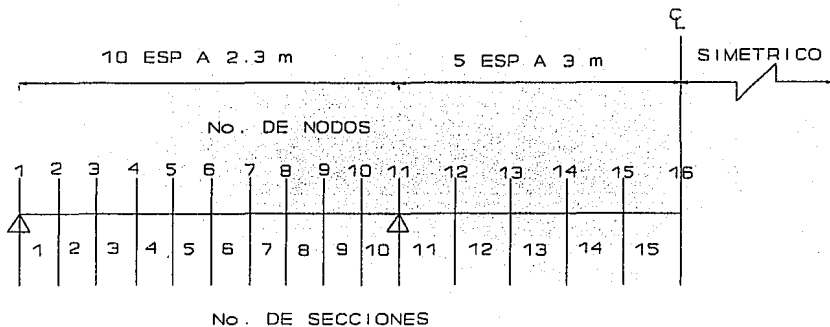 ℄
10 ESP A 2.3 m
5 ESP A 3 m
SIMETRICO
No. DE NODOS
1 2 3 4 5 6 7 8 9 10 11 12 13 14 15 16
1 2 3 4 5 6 7 8 9 10 11 12 13 14 15
No. DE SECCIONES